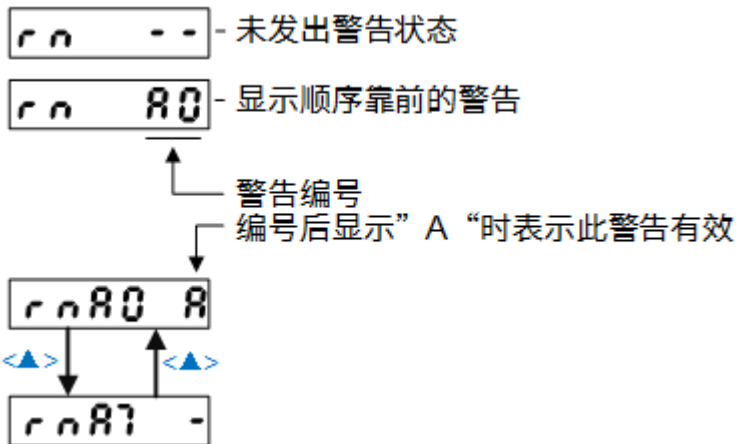 rn -- - 未发出警告状态
rn A0 - 显示顺序靠前的警告
警告编号
编号后显示”A“时表示此警告有效
rnA0 A
<▲> <▲>
rnA7 -